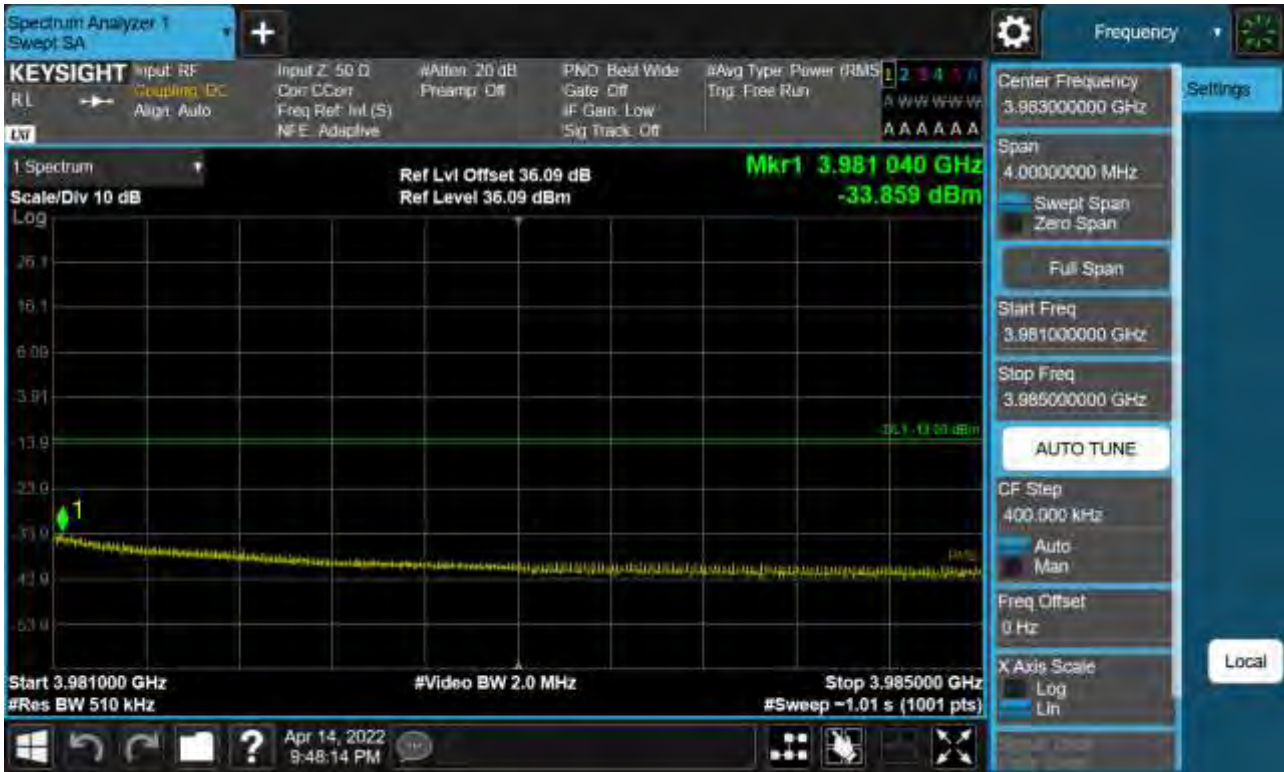 Spectrum Analyzer 1
Swept SA
Frequency
KEYSIGHT
RL
LXI
Input: RF
Coupling: DC
Align: Auto
Input Z: 50 Ω
Corr CCorr
Freq Ref: Int (S)
NFE: Adaptive
#Atten: 20 dB
Preamp: Off
PNO: Best Wide
Gate: Off
IF Gain: Low
Sig Track: Off
#Avg Type: Power (RMS
Trig: Free Run
1 2 3 4 5 6
A W W W W W
A A A A A A
1 Spectrum
Scale/Div 10 dB
Ref Lvl Offset 36.09 dB
Ref Level 36.09 dBm
Mkr1 3.981 040 GHz
-33.859 dBm
Log
26.1
16.1
6.09
-3.91
-13.9
-23.9
-33.9
-43.9
-53.9
DL1 -13.00 dBm
1
RMS
Start 3.981000 GHz
#Res BW 510 kHz
#Video BW 2.0 MHz
Stop 3.985000 GHz
#Sweep ~1.01 s (1001 pts)
Center Frequency
3.983000000 GHz
Settings
Span
4.00000000 MHz
Swept Span
Zero Span
Full Span
Start Freq
3.981000000 GHz
Stop Freq
3.985000000 GHz
AUTO TUNE
CF Step
400.000 kHz
Auto
Man
Freq Offset
0 Hz
X Axis Scale
Log
Lin
Local
?
Apr 14, 2022
9:48:14 PM